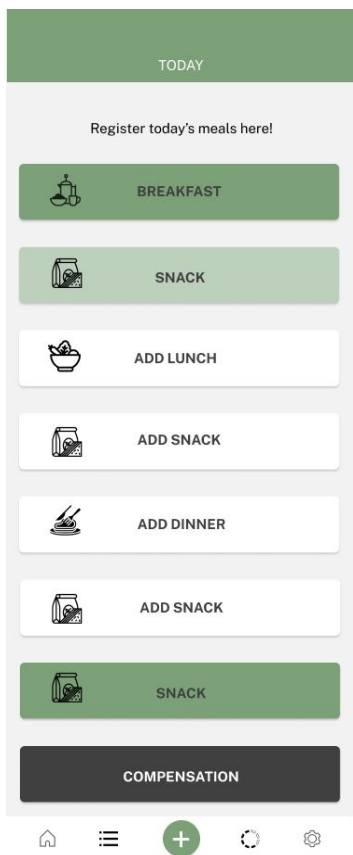 TODAY
Register today's meals here!
BREAKFAST
SNACK
ADD LUNCH
ADD SNACK
ADD DINNER
ADD SNACK
SNACK
COMPENSATION